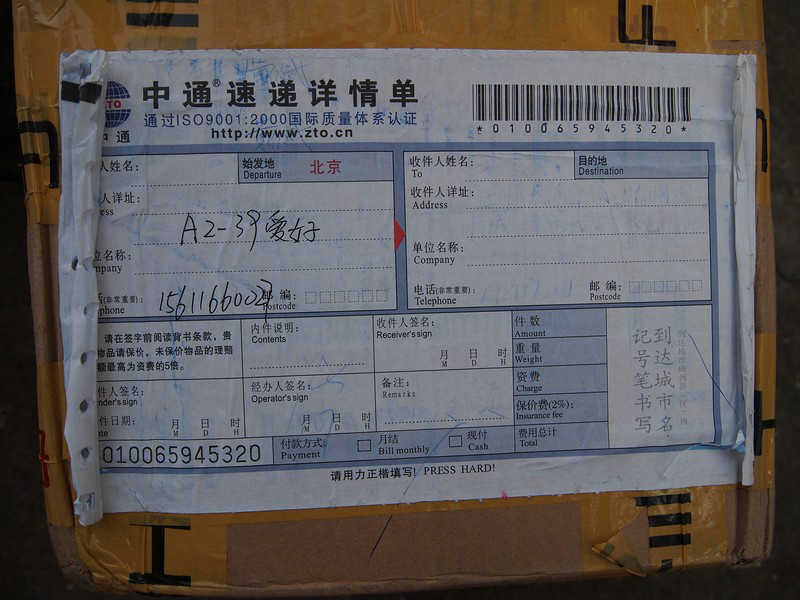 中通®速递详情单
通过ISO9001:2000国际质量体系认证
http://www.zto.cn
ZTO
中 通
*010065945320*
人姓名:
始发地
Departure
北京
人详址:
ess
A2-39爱好
位名称:
mpany
(非常重要):
phone
邮 编:
Postcode
收件人姓名:
To
目的地
Destination
收件人详址:
Address
单位名称:
Company
电话(非常重要):
Telephone
邮 编:
Postcode
请在签字前阅读背书条款,贵
物品请保价,未保价物品的理赔
额最高为资费的5倍。
内件说明:
Contents
收件人签名:
Receiver's sign
月 日 时
M D H
件 数
Amount
重 量
Weight
资 费
Charge
保价费(2%):
Insurance fee
费用总计
Total
到达城市名
记号笔书写
件人签名:
nder's sign
件日期:
ate
月 日 时
M D H
经办人签名:
Operator's sign
月 日 时
M D H
备注:
Remarks
010065945320
付款方式:
Payment
月结
Bill monthly
现付
Cash
请用力正楷填写! PRESS HARD!